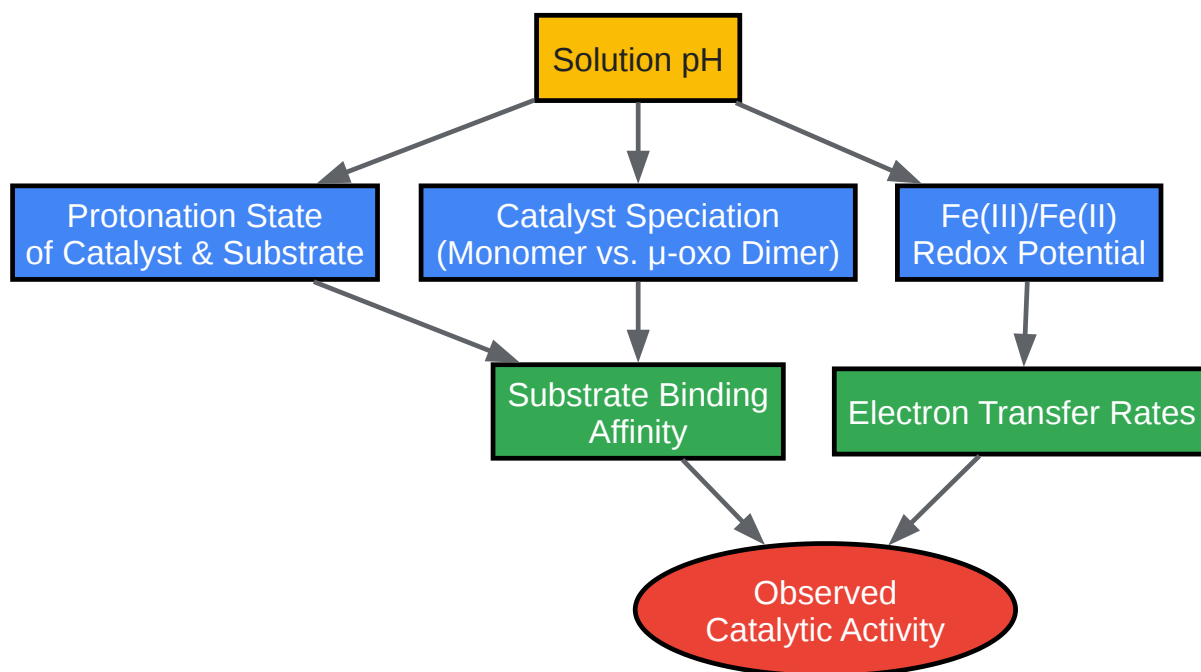 Solution pH
Protonation State
of Catalyst & Substrate
Catalyst Speciation
(Monomer vs. μ-oxo Dimer)
Fe(III)/Fe(II)
Redox Potential
Substrate Binding
Affinity
Electron Transfer Rates
Observed
Catalytic Activity